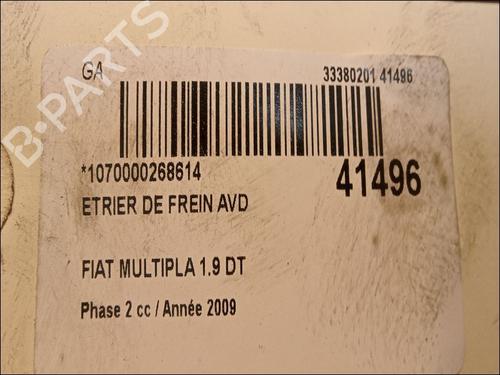 GA
33380201 41496
B-PARTS
*1070000268614
41496
ETRIER DE FREIN AVD
FIAT MULTIPLA 1.9 DT
Phase 2 cc / Année 2009